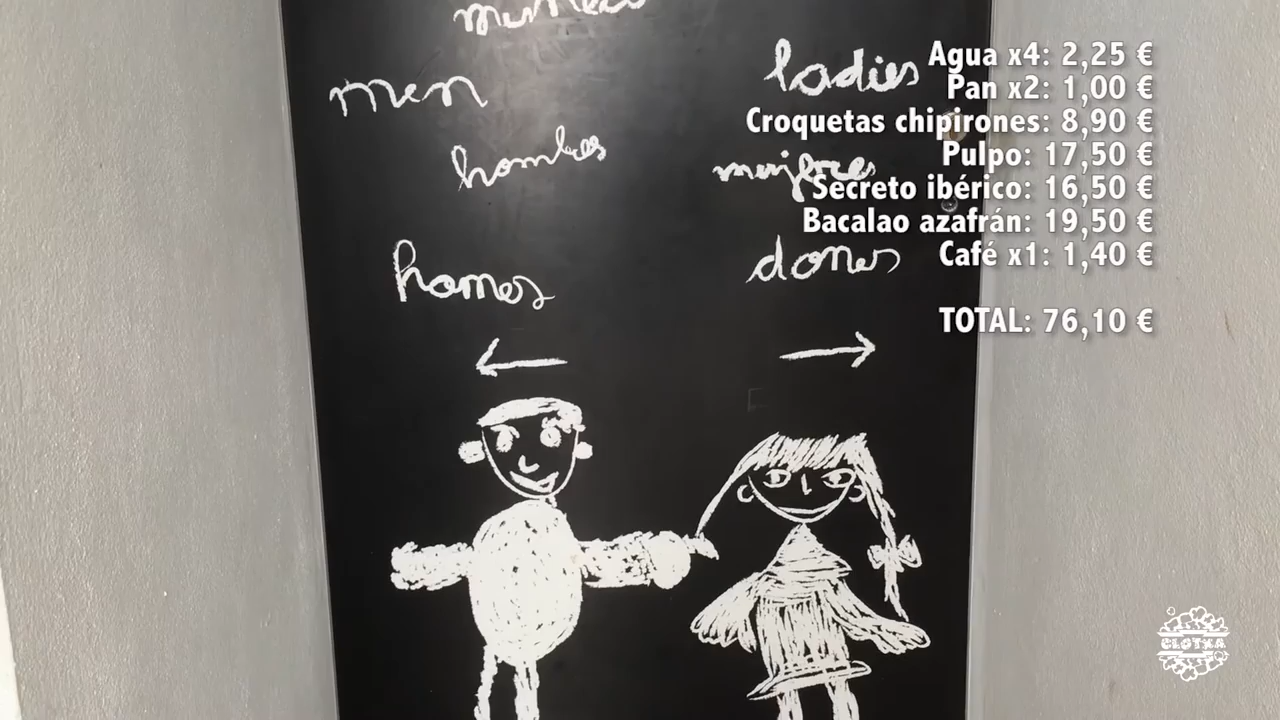 men
hombres
homes
ladies
mujeres
dones
Agua x4: 2,25 €
Pan x2: 1,00 €
Croquetas chipirones: 8,90 €
Pulpo: 17,50 €
Secreto ibérico: 16,50 €
Bacalao azafrán: 19,50 €
Café x1: 1,40 €
TOTAL: 76,10 €
CLOTXA